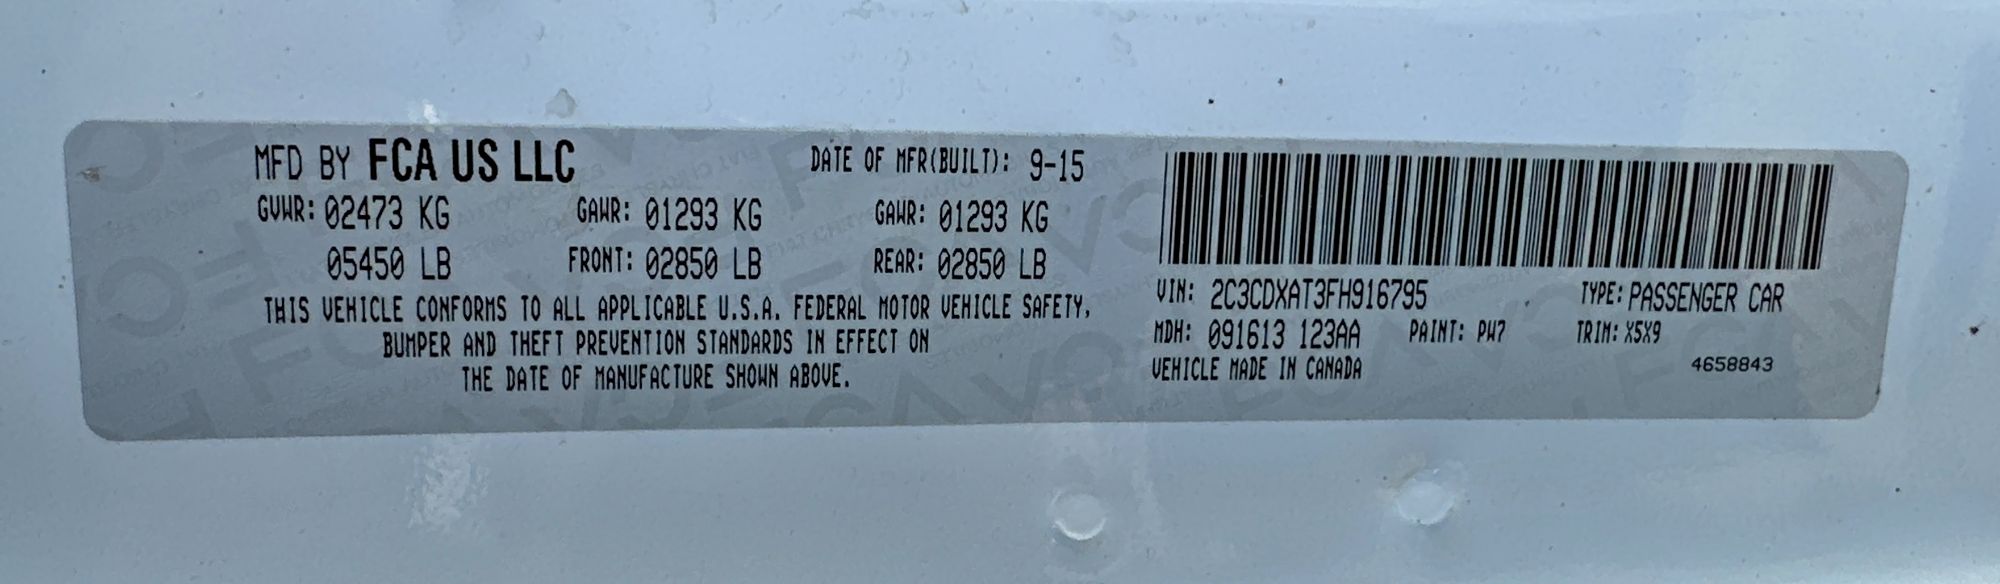 MFD BY FCA US LLC DATE OF MFR(BUILT): 9-15
GVWR: 02473 KG GAWR: 01293 KG GAWR: 01293 KG
05450 LB FRONT: 02850 LB REAR: 02850 LB
THIS VEHICLE CONFORMS TO ALL APPLICABLE U.S.A. FEDERAL MOTOR VEHICLE SAFETY,
BUMPER AND THEFT PREVENTION STANDARDS IN EFFECT ON
THE DATE OF MANUFACTURE SHOWN ABOVE.
VIN: 2C3CDXAT3FH916795 TYPE: PASSENGER CAR
MDH: 091613 123AA PAINT: PW7 TRIM: X5X9
VEHICLE MADE IN CANADA 4658843